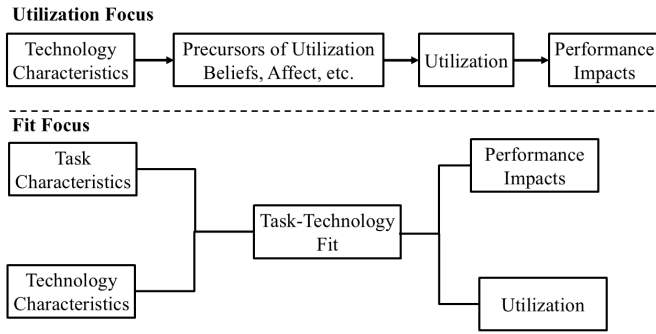 Utilization Focus
Technology
Characteristics
Precursors of Utilization
Beliefs, Affect, etc.
Utilization
Performance
Impacts
Fit Focus
Task
Characteristics
Performance
Impacts
Task-Technology
Fit
Technology
Characteristics
Utilization